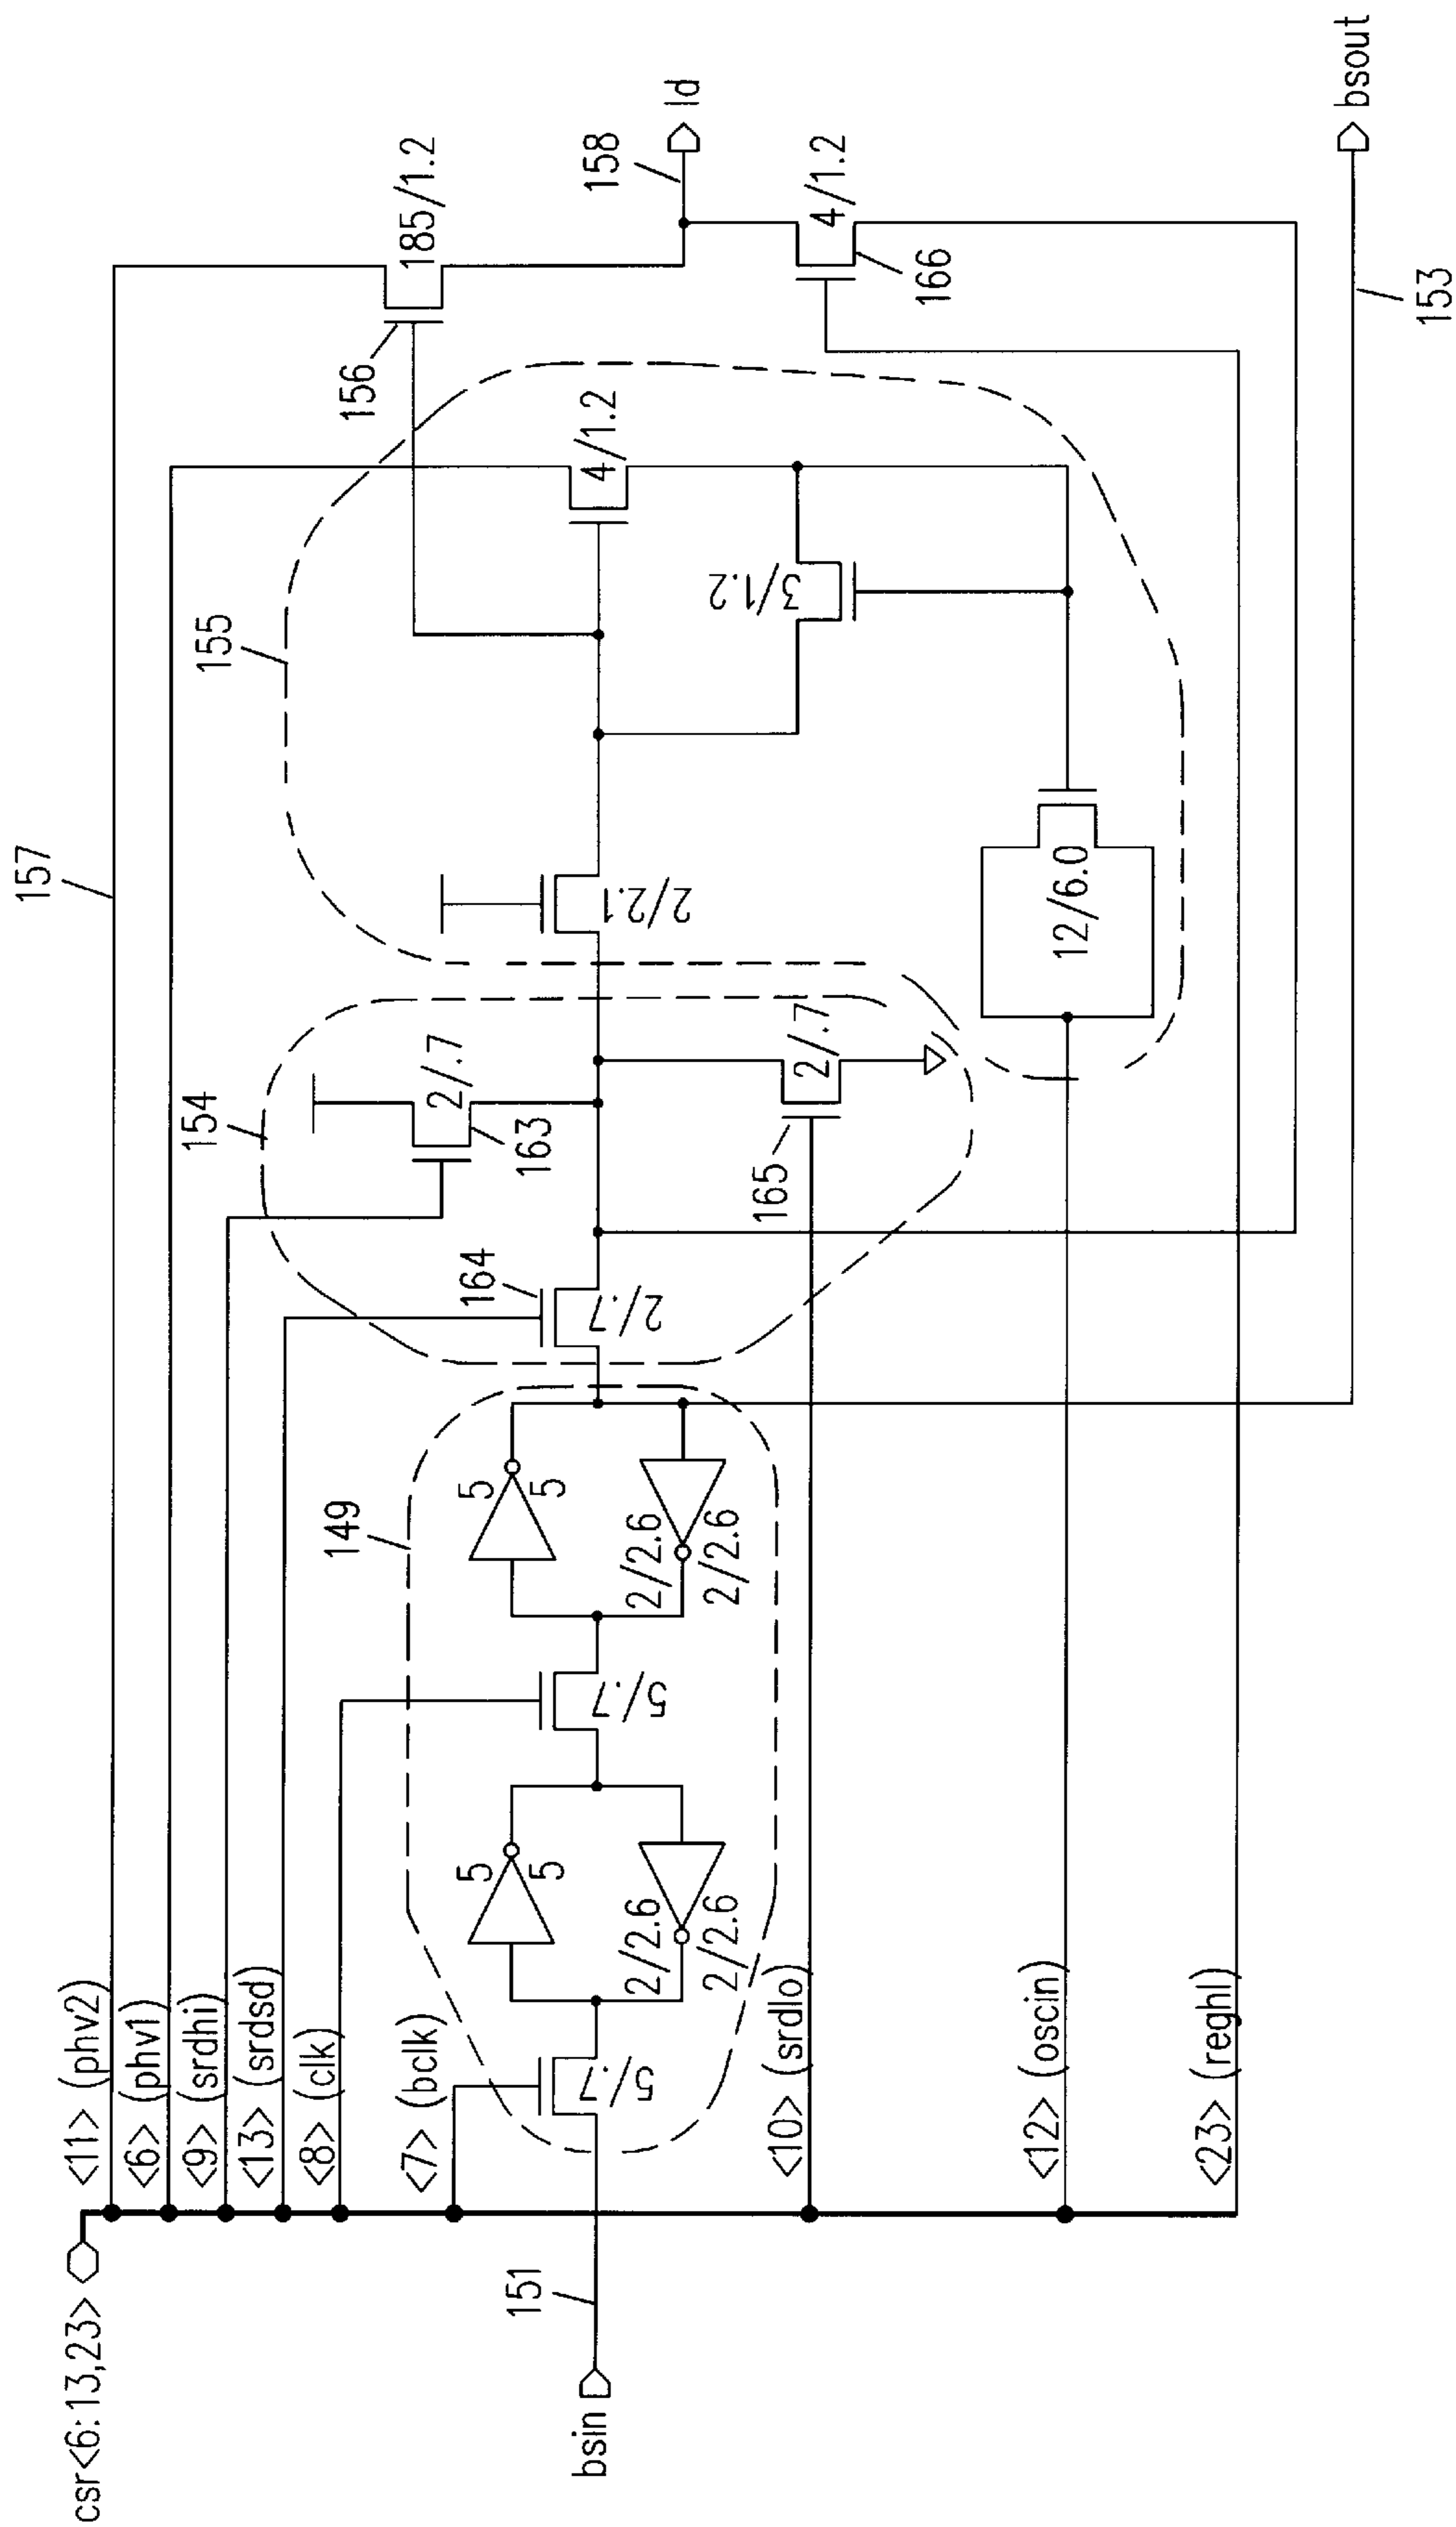 csr<6:13,23>
<11> (phv2)
<6> (phv1)
<9> (srdhi)
<13> (srdsd)
<8> (clk)
<7> (bclk)
<10> (srdlo)
<12> (oscin)
<23> (reghl)
bsin
151
5/.7
5
5
2/2.6
2/2.6
5/.7
149
5
5
2/2.6
2/2.6
164
2/.7
154
163
2/.7
165
2/.7
157
2/2.1
12/6.0
155
3/1.2
4/1.2
156
185/1.2
158
ld
4/1.2
166
153
bsout